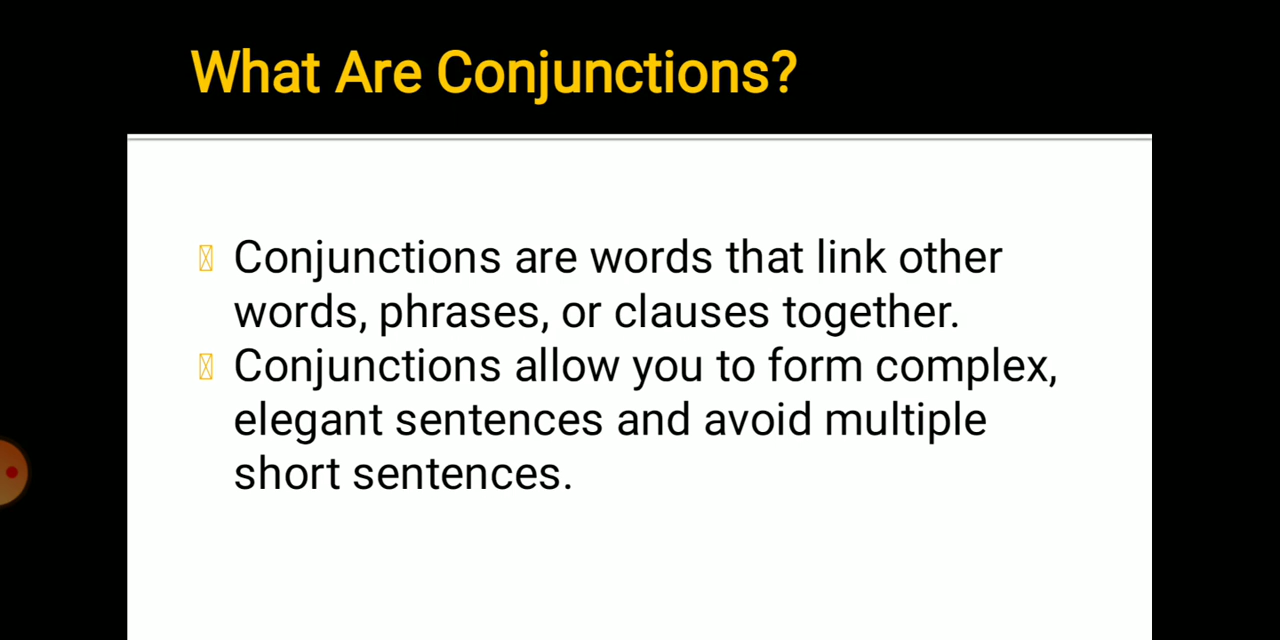 What Are Conjunctions?
Conjunctions are words that link other
words, phrases, or clauses together.
Conjunctions allow you to form complex,
elegant sentences and avoid multiple
short sentences.